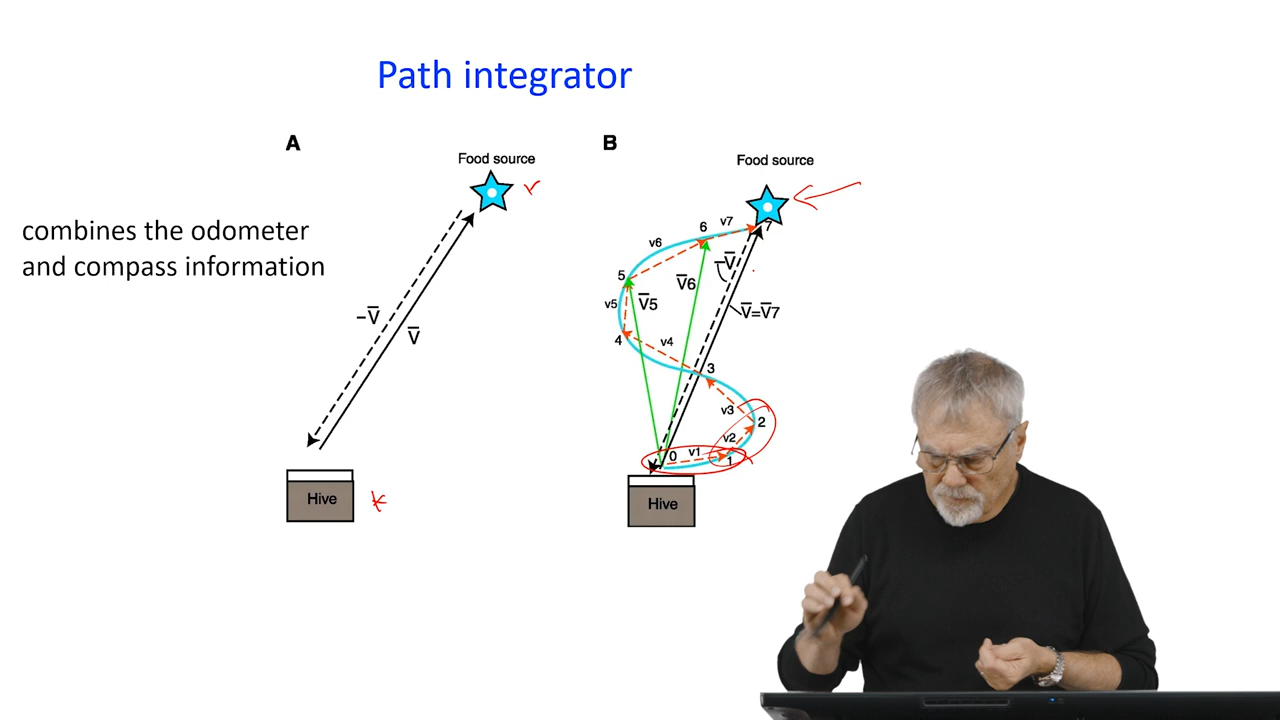 Path integrator
combines the odometer
and compass information
A
Food source
–V̅
V̅
Hive
B
Food source
7
v7
6
v6
–V̅
5
V̅6
v5
V̅5
V̅=V̅7
4
v4
3
v3
2
v2
0
v1
1
Hive